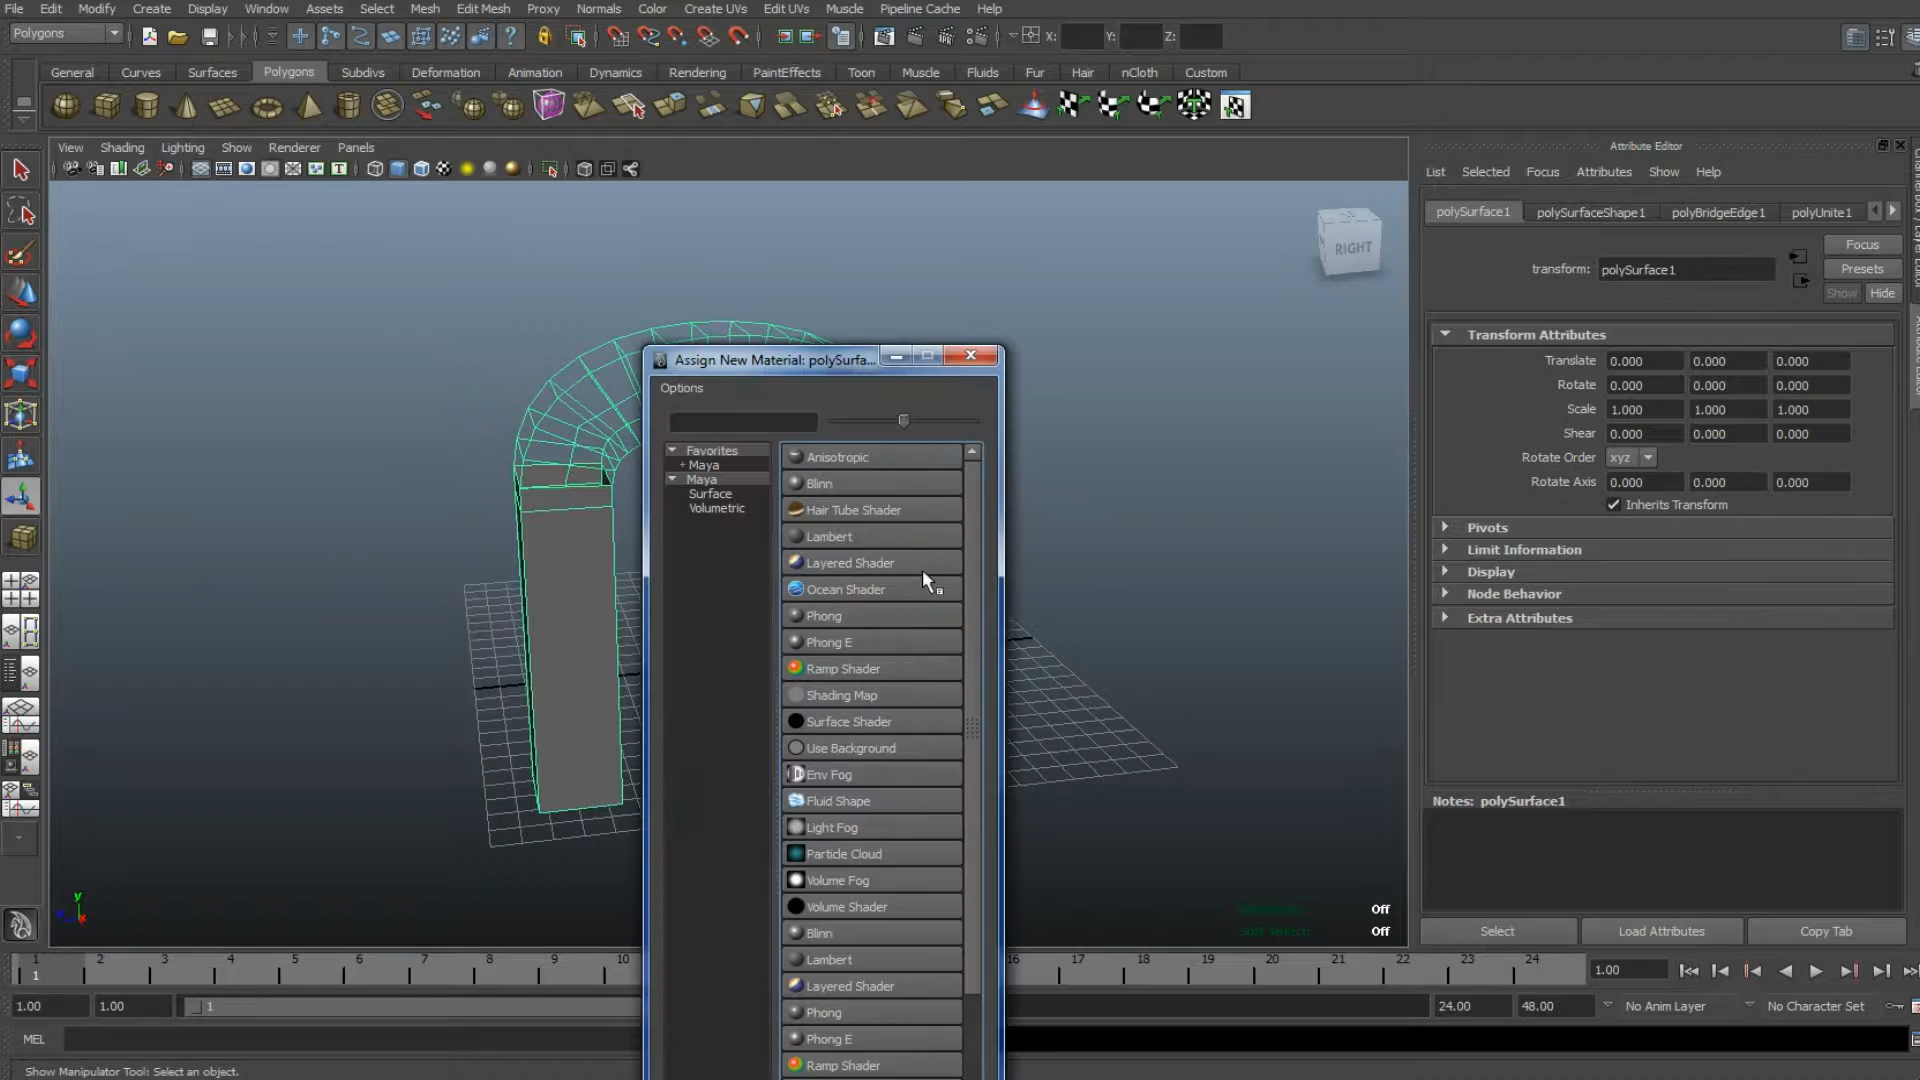 File Edit Modify Create Display Window Assets Select Mesh Edit Mesh Proxy Normals Color Create UVs Edit UVs Muscle Pipeline Cache Help
Polygons X: Y: Z:
General Curves Surfaces Polygons Subdivs Deformation Animation Dynamics Rendering PaintEffects Toon Muscle Fluids Fur Hair nCloth Custom
View Shading Lighting Show Renderer Panels
Attribute Editor
List Selected Focus Attributes Show Help
polySurface1 polySurfaceShape1 polyBridgeEdge1 polyUnite1
Focus
transform: polySurface1
Presets
Show Hide
RIGHT
Transform Attributes
Translate 0.000 0.000 0.000
Rotate 0.000 0.000 0.000
Scale 1.000 1.000 1.000
Shear 0.000 0.000 0.000
Rotate Order xyz
Rotate Axis 0.000 0.000 0.000
Inherits Transform
Pivots
Limit Information
Display
Node Behavior
Extra Attributes
Notes: polySurface1
Select Load Attributes Copy Tab
Assign New Material: polySurfa...
Options
Favorites
+ Maya
Maya
Surface
Volumetric
Anisotropic
Blinn
Hair Tube Shader
Lambert
Layered Shader
Ocean Shader
Phong
Phong E
Ramp Shader
Shading Map
Surface Shader
Use Background
Env Fog
Fluid Shape
Light Fog
Particle Cloud
Volume Fog
Volume Shader
Blinn
Lambert
Layered Shader
Phong
Phong E
Ramp Shader
y
Off
Soft Select: Off
1 2 3 4 5 6 7 8 9 10 16 17 18 19 20 21 22 23 24
1 1.00
1.00 1.00 1 24.00 48.00 No Anim Layer No Character Set
MEL
Show Manipulator Tool: Select an object.